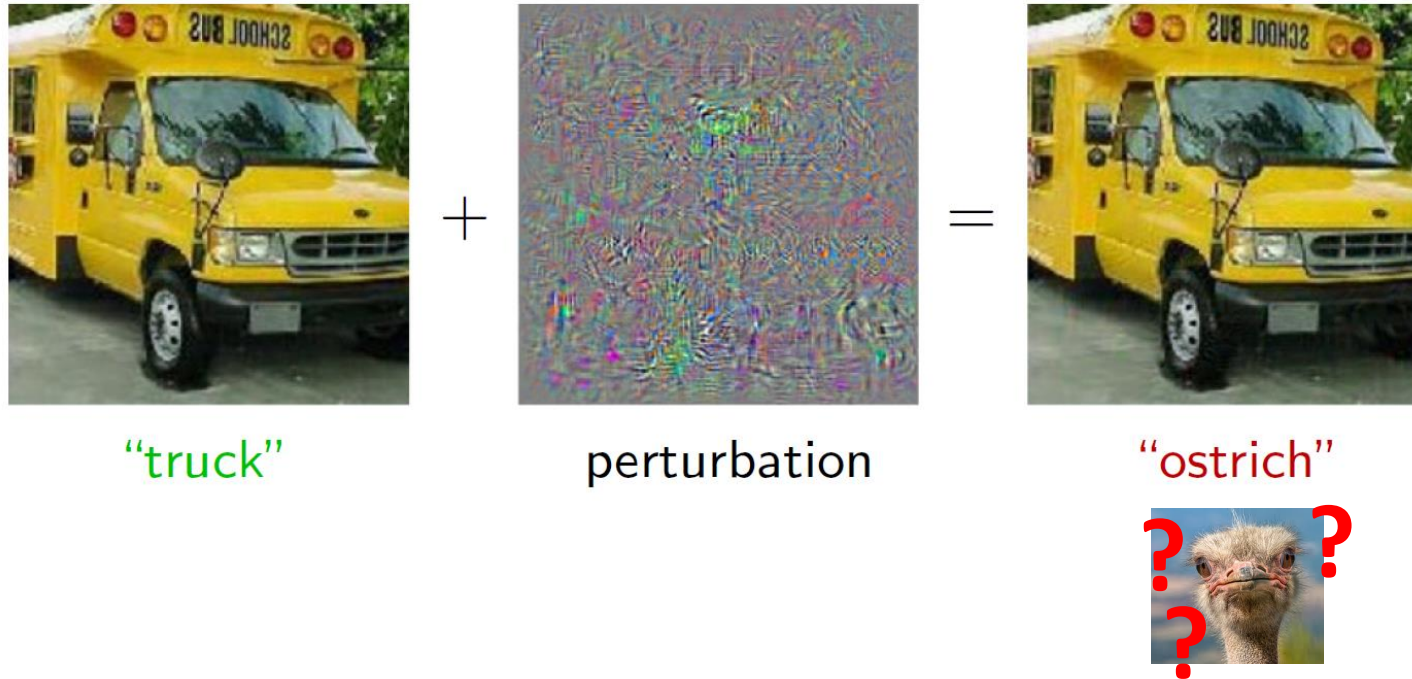 SCHOOL BUS
+
=
SCHOOL BUS
“truck”
perturbation
“ostrich”
?
?
?